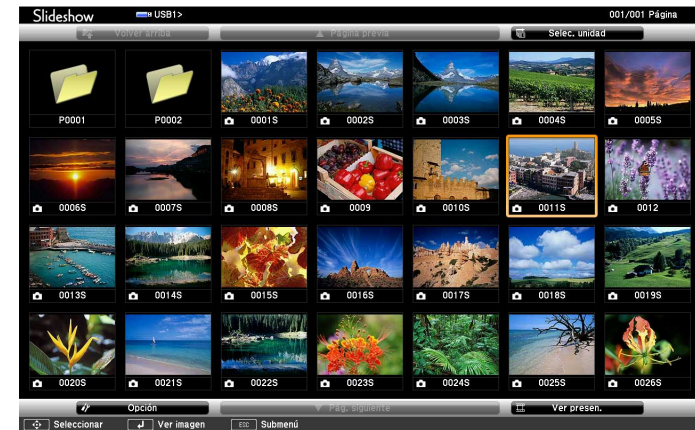 Slideshow USB1> 001/001 Página
Volver arriba Página previa Selec. unidad
P0001 P0002 0001S 0002S 0003S 0004S 0005S
0006S 0007S 0008S 0009 0010S 0011S 0012
0013S 0014S 0015S 0016S 0017S 0018S 0019S
0020S 0021S 0022S 0023S 0024S 0025S 0026S
Opción Pág. siguiente Ver presen.
Seleccionar Ver imagen ESC Submenú